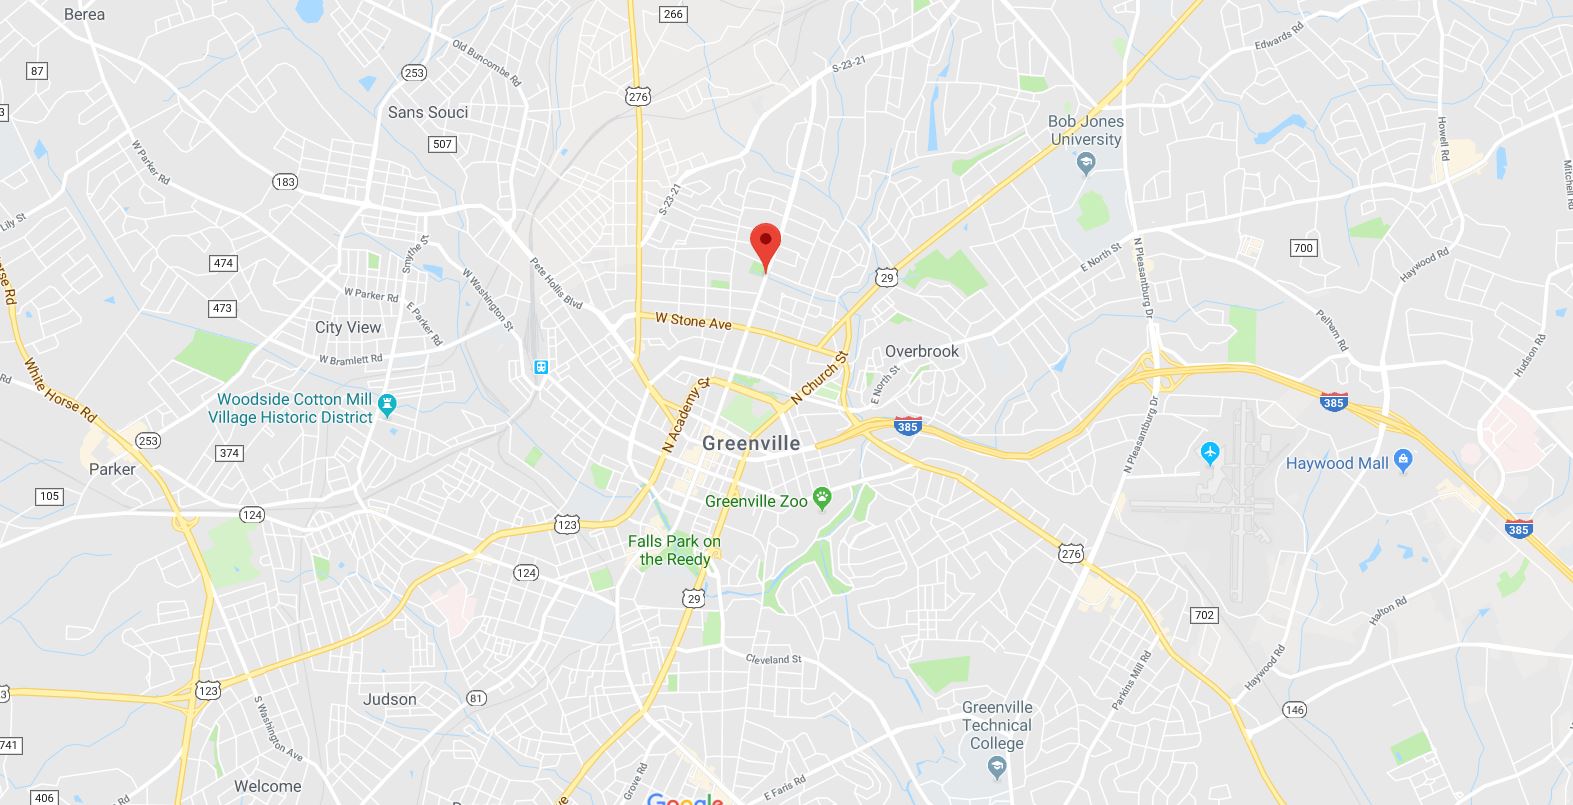 Berea
266
Old Buncombe Rd
S-23-21
Edwards Rd
87
253
276
Sans Souci
507
Bob Jones
University
Howell Rd
W Parker Rd
183
S-23-21
Mitchell Rd
Lily St
Smythe St
474
W Washington St
Pete Hollis Blvd
29
E North St
N Pleasantburg Dr
700
Haywood Rd
473
W Parker Rd
E Parker Rd
City View
W Stone Ave
Pelham Rd
W Bramlett Rd
Overbrook
Hudson Rd
White Horse Rd
Woodside Cotton Mill
Village Historic District
N Academy St
N Church St
E North St
385
385
253
374
Greenville
N Pleasantburg Dr
Haywood Mall
Parker
105
124
Greenville Zoo
123
385
Falls Park on
the Reedy
276
124
29
702
Halton Rd
Cleveland St
Parkins Mill Rd
Haywood Rd
123
Judson
81
146
S Washington Ave
Greenville
Technical
College
741
Welcome
Grove Rd
E Faris Rd
406
Google